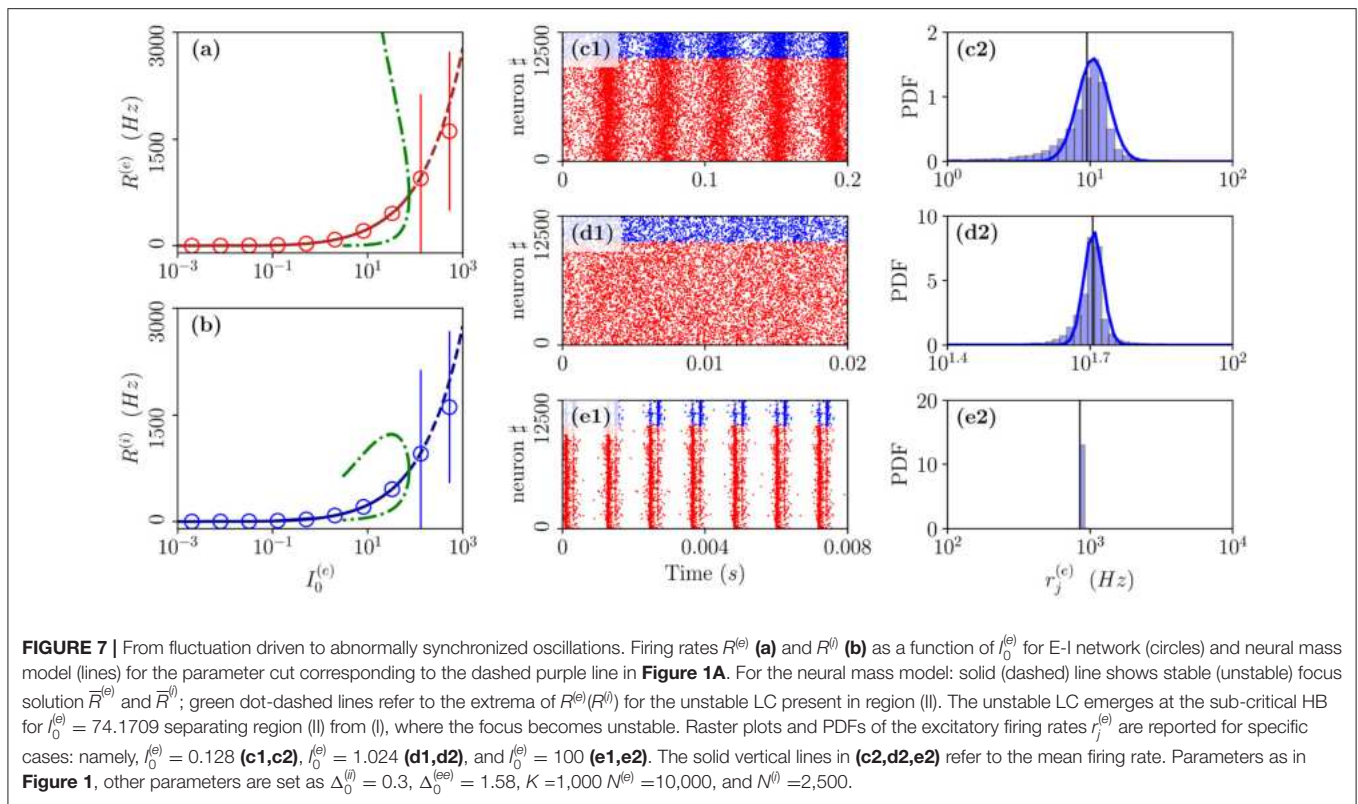 (a)
3000
1500
0
R^(e) (Hz)
10^-3 10^-1 10^1 10^3
(b)
3000
1500
0
R^(i) (Hz)
10^-3 10^-1 10^1 10^3
I_0^(e)
(c1)
neuron ♯
0 12500
0 0.1 0.2
(d1)
neuron ♯
0 12500
0 0.01 0.02
(e1)
neuron ♯
0 12500
0 0.004 0.008
Time (s)
(c2)
PDF
2
1
0
10^0 10^1 10^2
(d2)
PDF
10
5
0
10^1.4 10^1.7 10^2
(e2)
PDF
20
10
0
10^2 10^3 10^4
r_j^(e) (Hz)
FIGURE 7 | From fluctuation driven to abnormally synchronized oscillations. Firing rates R^(e) (a) and R^(i) (b) as a function of I_0^(e) for E-I network (circles) and neural mass
model (lines) for the parameter cut corresponding to the dashed purple line in Figure 1A. For the neural mass model: solid (dashed) line shows stable (unstable) focus
solution R̅^(e) and R̅^(i); green dot-dashed lines refer to the extrema of R^(e)(R^(i)) for the unstable LC present in region (II). The unstable LC emerges at the sub-critical HB
for I_0^(e) = 74.1709 separating region (II) from (I), where the focus becomes unstable. Raster plots and PDFs of the excitatory firing rates r_j^(e) are reported for specific
cases: namely, I_0^(e) = 0.128 (c1,c2), I_0^(e) = 1.024 (d1,d2), and I_0^(e) = 100 (e1,e2). The solid vertical lines in (c2,d2,e2) refer to the mean firing rate. Parameters as in
Figure 1, other parameters are set as Δ_0^(ii) = 0.3, Δ_0^(ee) = 1.58, K =1,000 N^(e) =10,000, and N^(i) =2,500.